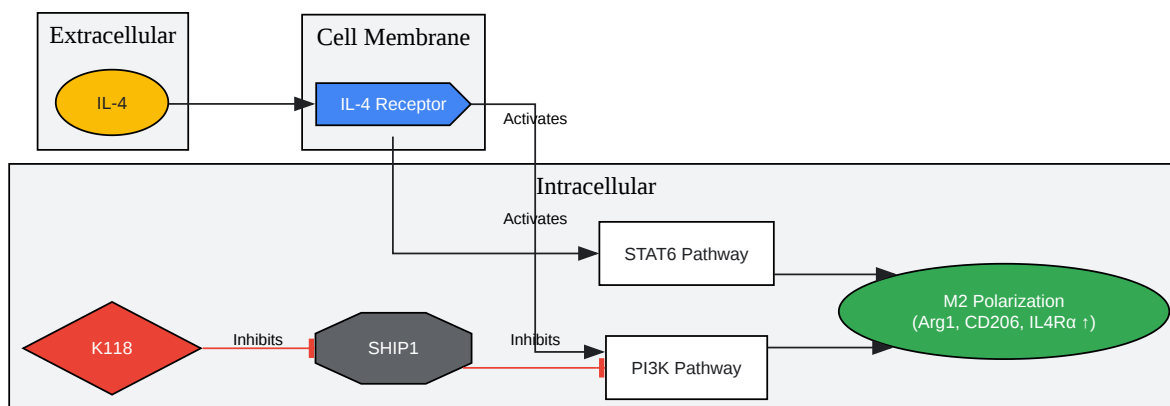 Extracellular
Cell Membrane
IL-4
IL-4 Receptor
Activates
Intracellular
Activates
STAT6 Pathway
M2 Polarization
(Arg1, CD206, IL4Rα ↑)
K118
Inhibits
SHIP1
Inhibits
PI3K Pathway